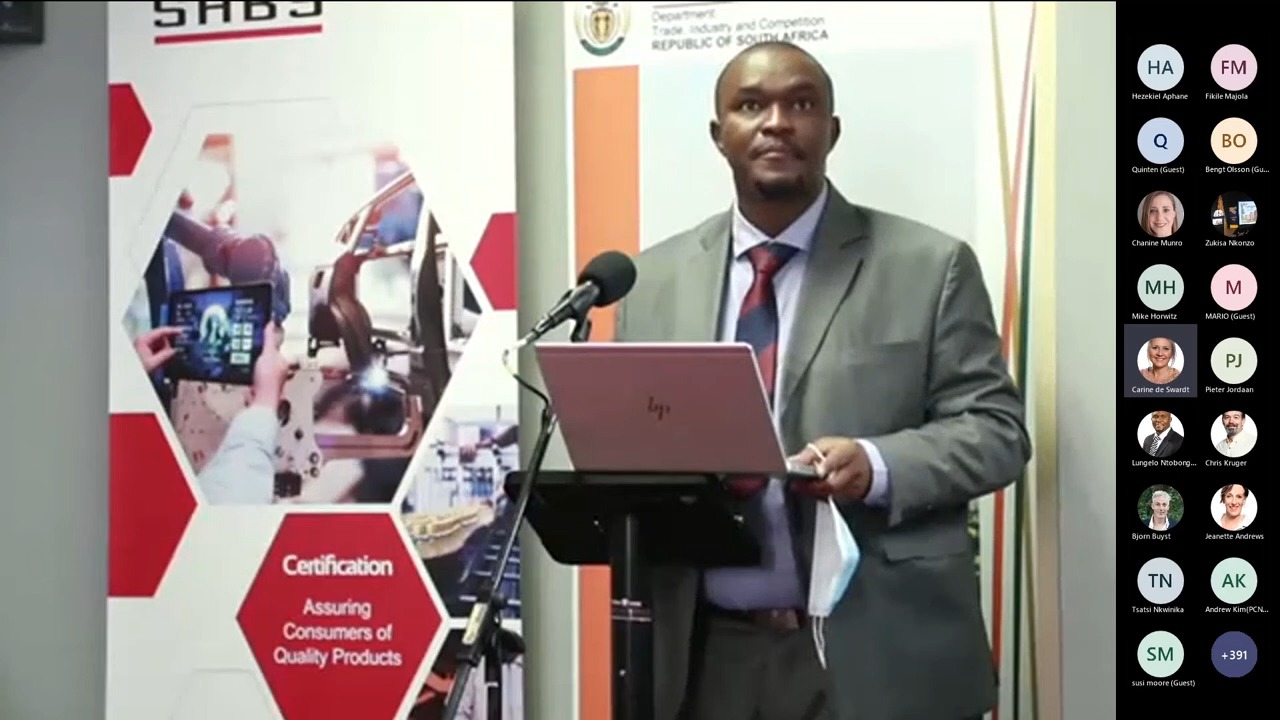 SABS
Department:
Trade, Industry and Competition
REPUBLIC OF SOUTH AFRICA
hp
Certification
Assuring
Consumers of
Quality Products
HA
FM
Hezekiel Aphane
Fikile Majola
Q
BO
Quinten (Guest)
Bengt Olsson (Gu...
Chanine Munro
Zukisa Nkonzo
MH
M
Mike Horwitz
MARIO (Guest)
Carine de Swardt
PJ
Pieter Jordaan
Lungelo Ntobong...
Chris Kruger
Bjorn Buyst
Jeanette Andrews
TN
AK
Tsatsi Nkwinika
Andrew Kim(PCN...
SM
+391
susi moore (Guest)